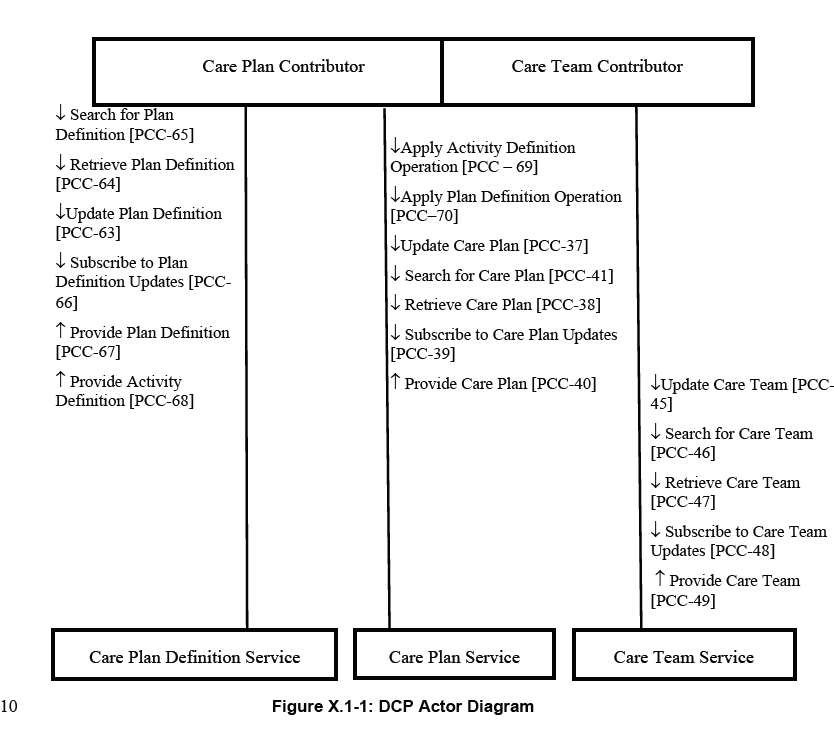 Care Plan Contributor
Care Team Contributor
↓ Search for Plan
Definition [PCC-65]
↓ Retrieve Plan Definition
[PCC-64]
↓Update Plan Definition
[PCC-63]
↓ Subscribe to Plan
Definition Updates [PCC-
66]
↑ Provide Plan Definition
[PCC-67]
↑ Provide Activity
Definition [PCC-68]
↓Apply Activity Definition
Operation [PCC – 69]
↓Apply Plan Definition Operation
[PCC–70]
↓Update Care Plan [PCC-37]
↓ Search for Care Plan [PCC-41]
↓ Retrieve Care Plan [PCC-38]
↓ Subscribe to Care Plan Updates
[PCC-39]
↑ Provide Care Plan [PCC-40]
↓Update Care Team [PCC-
45]
↓ Search for Care Team
[PCC-46]
↓ Retrieve Care Team
[PCC-47]
↓ Subscribe to Care Team
Updates [PCC-48]
↑ Provide Care Team
[PCC-49]
Care Plan Definition Service
Care Plan Service
Care Team Service
10
Figure X.1-1: DCP Actor Diagram